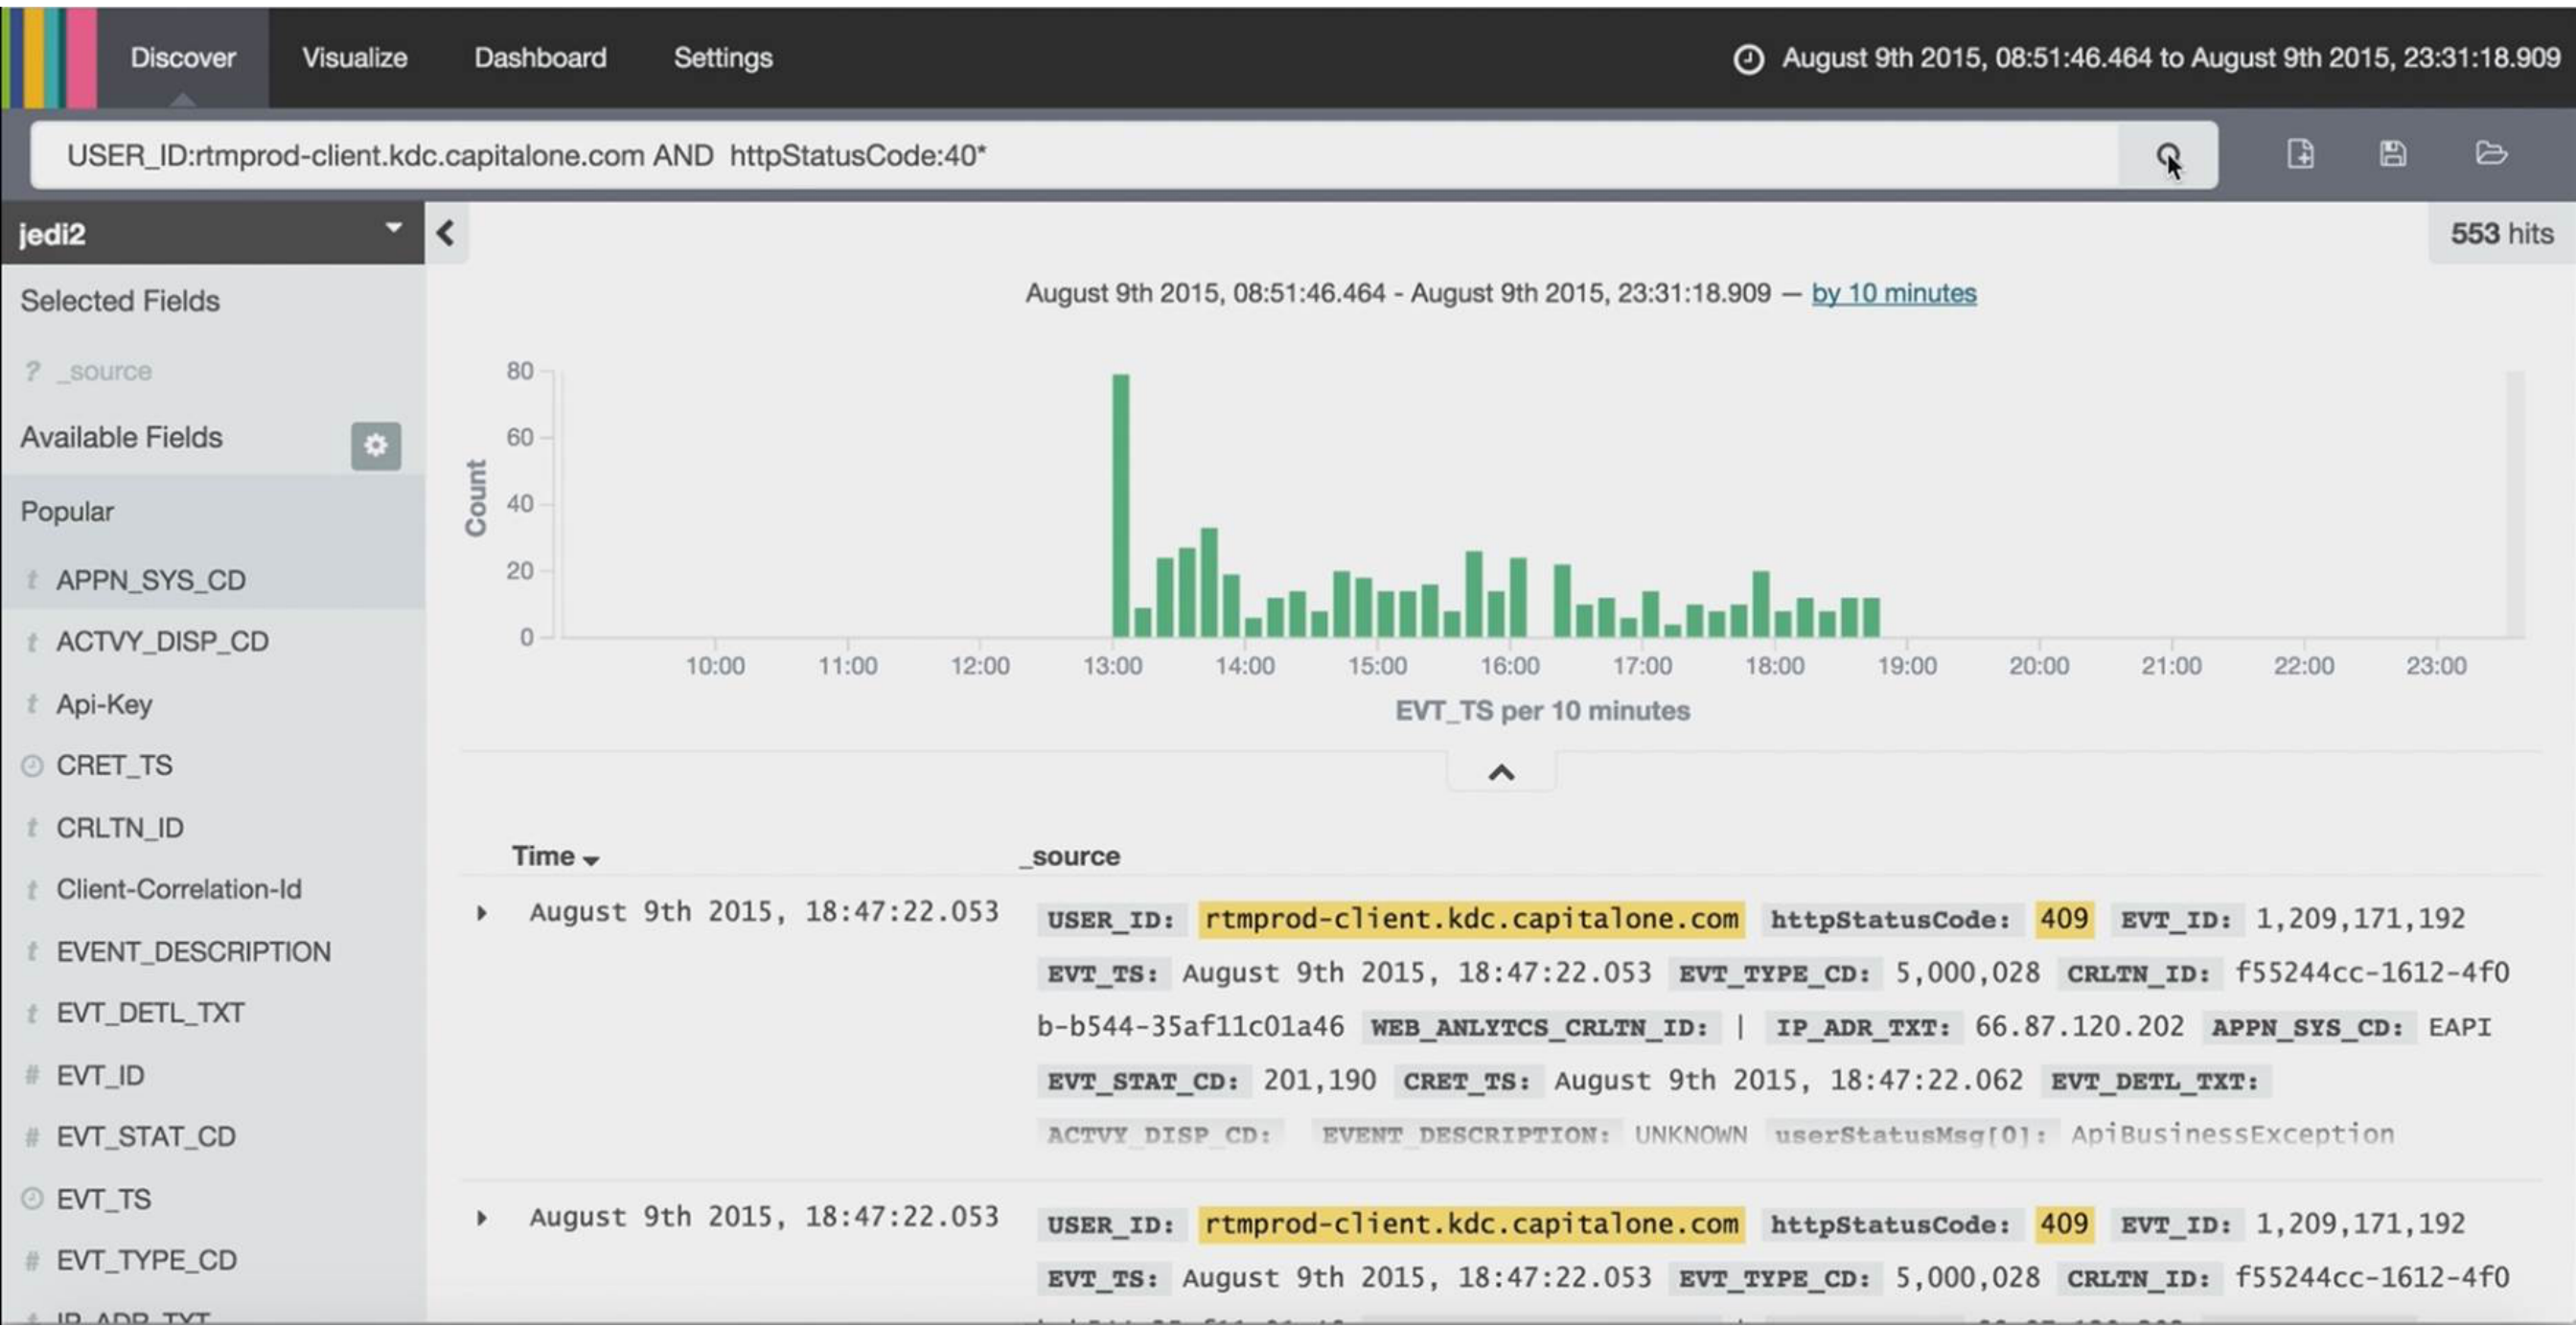 Discover Visualize Dashboard Settings August 9th 2015, 08:51:46.464 to August 9th 2015, 23:31:18.909
USER_ID:rtmprod-client.kdc.capitalone.com AND httpStatusCode:40*
jedi2
553 hits
Selected Fields
? _source
Available Fields
Popular
t APPN_SYS_CD
t ACTVY_DISP_CD
t Api-Key
CRET_TS
t CRLTN_ID
t Client-Correlation-Id
t EVENT_DESCRIPTION
t EVT_DETL_TXT
# EVT_ID
# EVT_STAT_CD
EVT_TS
# EVT_TYPE_CD
IP_ADR_TXT
August 9th 2015, 08:51:46.464 - August 9th 2015, 23:31:18.909 — by 10 minutes
Count
80
60
40
20
0
10:00 11:00 12:00 13:00 14:00 15:00 16:00 17:00 18:00 19:00 20:00 21:00 22:00 23:00
EVT_TS per 10 minutes
Time _source
August 9th 2015, 18:47:22.053 USER_ID: rtmprod-client.kdc.capitalone.com httpStatusCode: 409 EVT_ID: 1,209,171,192
EVT_TS: August 9th 2015, 18:47:22.053 EVT_TYPE_CD: 5,000,028 CRLTN_ID: f55244cc-1612-4f0
b-b544-35af11c01a46 WEB_ANLYTCS_CRLTN_ID: | IP_ADR_TXT: 66.87.120.202 APPN_SYS_CD: EAPI
EVT_STAT_CD: 201,190 CRET_TS: August 9th 2015, 18:47:22.062 EVT_DETL_TXT:
ACTVY_DISP_CD: EVENT_DESCRIPTION: UNKNOWN userStatusMsg[0]: ApiBusinessException
August 9th 2015, 18:47:22.053 USER_ID: rtmprod-client.kdc.capitalone.com httpStatusCode: 409 EVT_ID: 1,209,171,192
EVT_TS: August 9th 2015, 18:47:22.053 EVT_TYPE_CD: 5,000,028 CRLTN_ID: f55244cc-1612-4f0